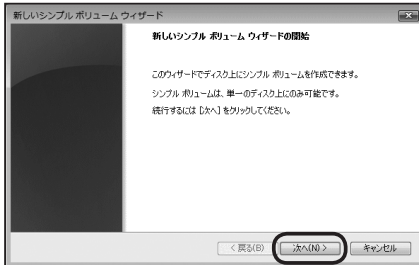 新しいシンプル ボリューム ウィザード
新しいシンプル ボリューム ウィザードの開始
このウィザードでディスク上にシンプル ボリュームを作成できます。
シンプル ボリュームは、単一のディスク上にのみ可能です。
続行するには [次へ] をクリックしてください。
< 戻る(B) 次へ(N) > キャンセル